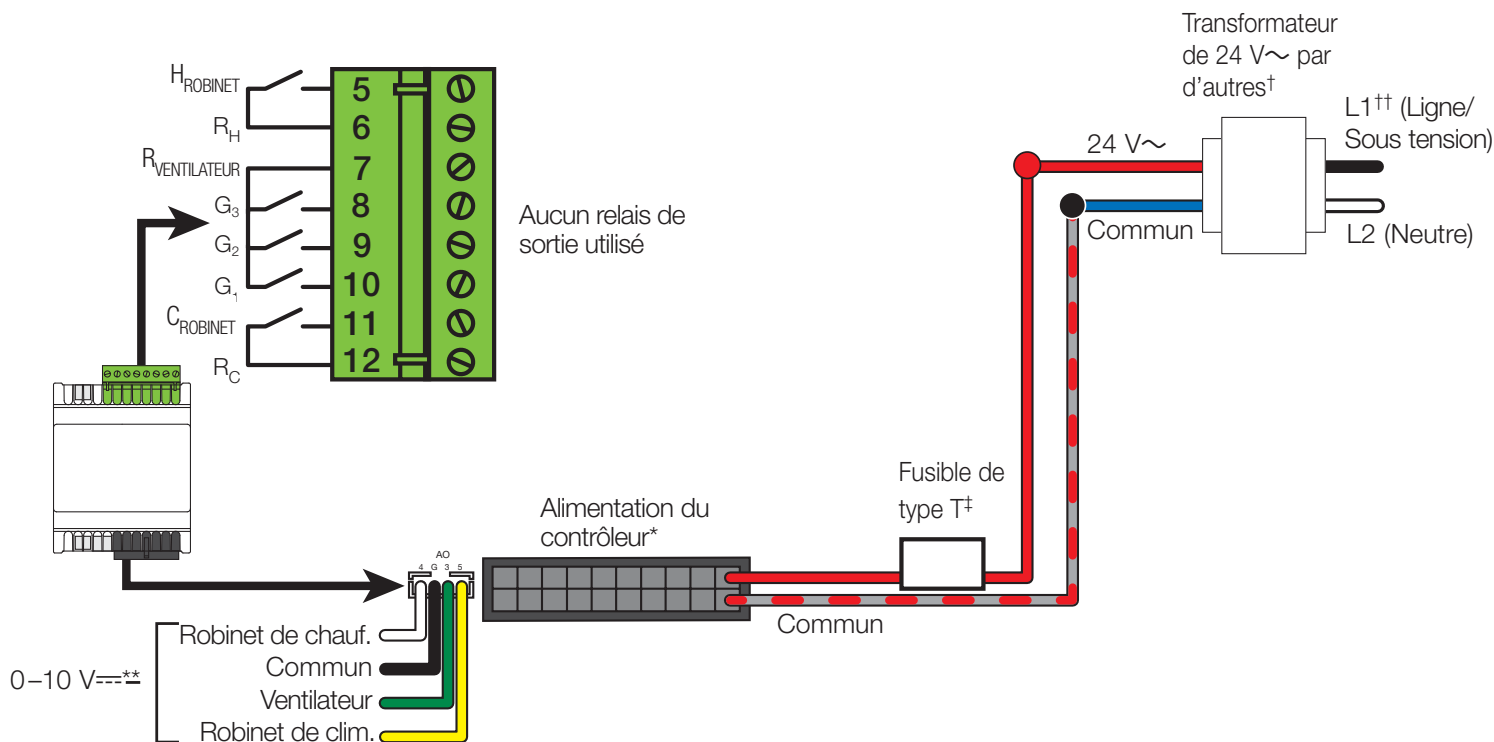 Transformateur
de 24 V~ par
d'autres†
L1†† (Ligne/
Sous tension)
24 V~
Commun
L2 (Neutre)
HROBINET
RH
RVENTILATEUR
G3
G2
G1
CROBINET
RC
5
6
7
8
9
10
11
12
Aucun relais de
sortie utilisé
Fusible de
type T‡
Alimentation du
contrôleur*
Commun
AO
4 G 3 5
0–10 V⎓**
Robinet de chauf.
Commun
Ventilateur
Robinet de clim.